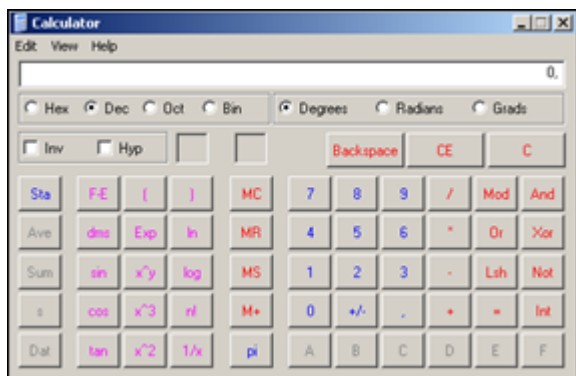 Calculator
Edit View Help
0,
Hex Dec Oct Bin Degrees Radians Grads
Inv Hyp Backspace CE C
Sta F-E ( ) MC 7 8 9 / Mod And
Ave dms Exp ln MR 4 5 6 * Or Xor
Sum sin x^y log MS 1 2 3 - Lsh Not
s cos x^3 n! M+ 0 +/- , + = Int
Dat tan x^2 1/x pi A B C D E F